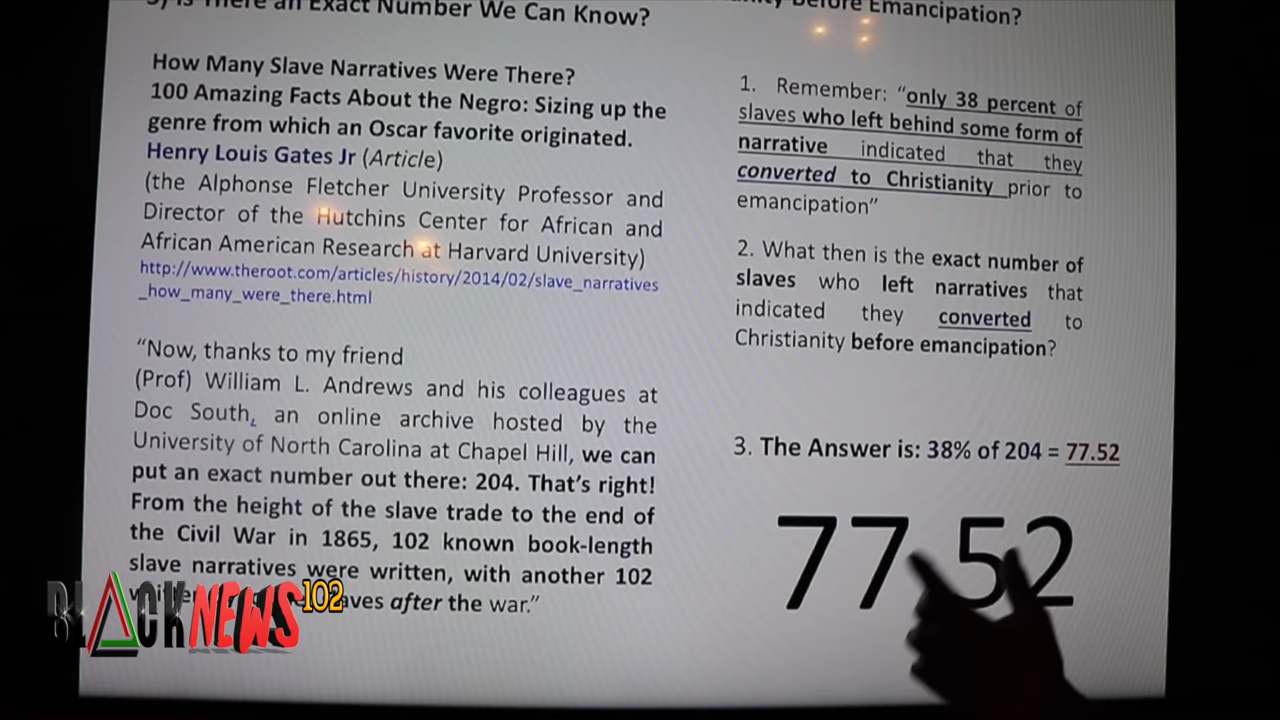 is There an Exact Number We Can Know?
How Many Slave Narratives Were There?
100 Amazing Facts About the Negro: Sizing up the
genre from which an Oscar favorite originated.
Henry Louis Gates Jr (Article)
(the Alphonse Fletcher University Professor and
Director of the Hutchins Center for African and
African American Research at Harvard University)
http://www.theroot.com/articles/history/2014/02/slave_narratives
_how_many_were_there.html
“Now, thanks to my friend
(Prof) William L. Andrews and his colleagues at
Doc South, an online archive hosted by the
University of North Carolina at Chapel Hill, we can
put an exact number out there: 204. That’s right!
From the height of the slave trade to the end of
the Civil War in 1865, 102 known book-length
slave narratives were written, with another 102
after the war.”
Before Emancipation?
1. Remember: “only 38 percent of
slaves who left behind some form of
narrative indicated that they
converted to Christianity prior to
emancipation”
2. What then is the exact number of
slaves who left narratives that
indicated they converted to
Christianity before emancipation?
3. The Answer is: 38% of 204 = 77.52
77.52
BLACK NEWS 102